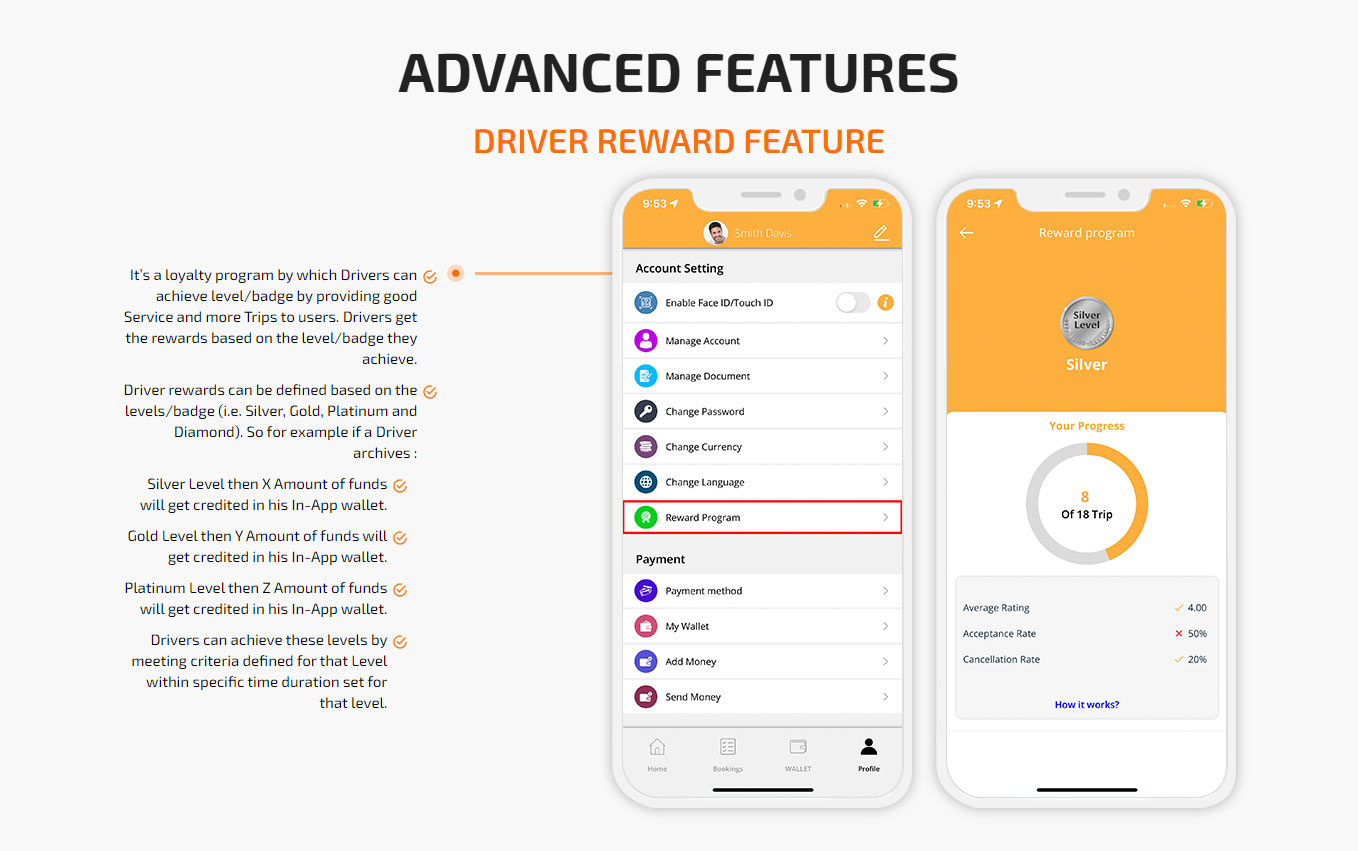 ADVANCED FEATURES
DRIVER REWARD FEATURE
It's a loyalty program by which Drivers can
achieve level/badge by providing good
Service and more Trips to users. Drivers get
the rewards based on the level/badge they
achieve.
Driver rewards can be defined based on the
levels/badge (i.e. Silver, Gold, Platinum and
Diamond). So for example if a Driver
archives :
Silver Level then X Amount of funds
will get credited in his In-App wallet.
Gold Level then Y Amount of funds will
get credited in his In-App wallet.
Platinum Level then Z Amount of funds
will get credited in his In-App wallet.
Drivers can achieve these levels by
meeting criteria defined for that Level
within specific time duration set for
that level.
9:53
Smith Davis
Account Setting
Enable Face ID/Touch ID
Manage Account
Manage Document
Change Password
Change Currency
Change Language
Reward Program
Payment
Payment method
My Wallet
Add Money
Send Money
Home
Bookings
WALLET
Profile
9:53
Reward program
Silver
Level
Silver
Your Progress
8
Of 18 Trip
Average Rating 4.00
Acceptance Rate 50%
Cancellation Rate 20%
How it works?